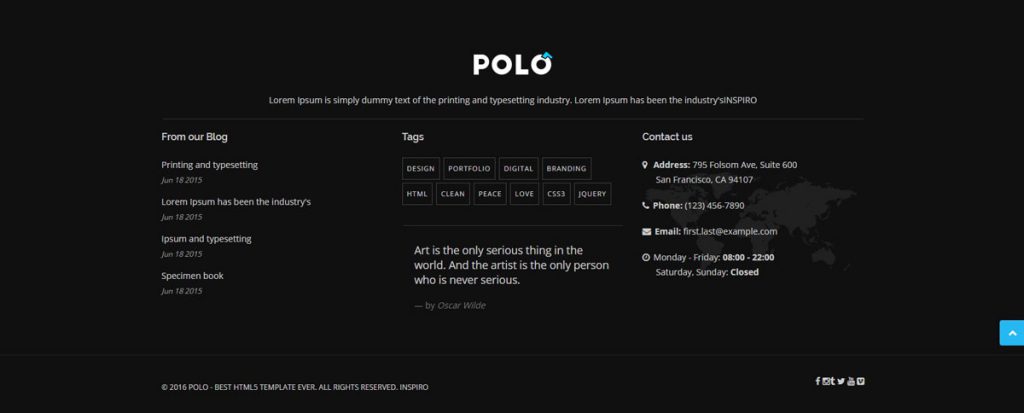 POLO
Lorem Ipsum is simply dummy text of the printing and typesetting industry. Lorem Ipsum has been the industry'sINSPIRO
From our Blog
Printing and typesetting
Jun 18 2015
Lorem Ipsum has been the industry's
Jun 18 2015
Ipsum and typesetting
Jun 18 2015
Specimen book
Jun 18 2015
Tags
DESIGN PORTFOLIO DIGITAL BRANDING
HTML CLEAN PEACE LOVE CSS3 JQUERY
Art is the only serious thing in the
world. And the artist is the only person
who is never serious.
— by Oscar Wilde
Contact us
Address: 795 Folsom Ave, Suite 600
San Francisco, CA 94107
Phone: (123) 456-7890
Email: first.last@example.com
Monday - Friday: 08:00 - 22:00
Saturday, Sunday: Closed
© 2016 POLO - BEST HTML5 TEMPLATE EVER. ALL RIGHTS RESERVED. INSPIRO